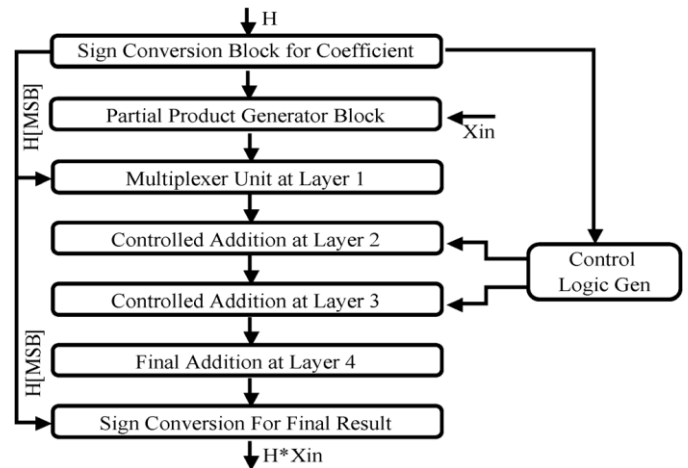 H
Sign Conversion Block for Coefficient
H[MSB]
Partial Product Generator Block
Xin
Multiplexer Unit at Layer 1
Controlled Addition at Layer 2
Control
Logic Gen
Controlled Addition at Layer 3
H[MSB]
Final Addition at Layer 4
Sign Conversion For Final Result
H*Xin